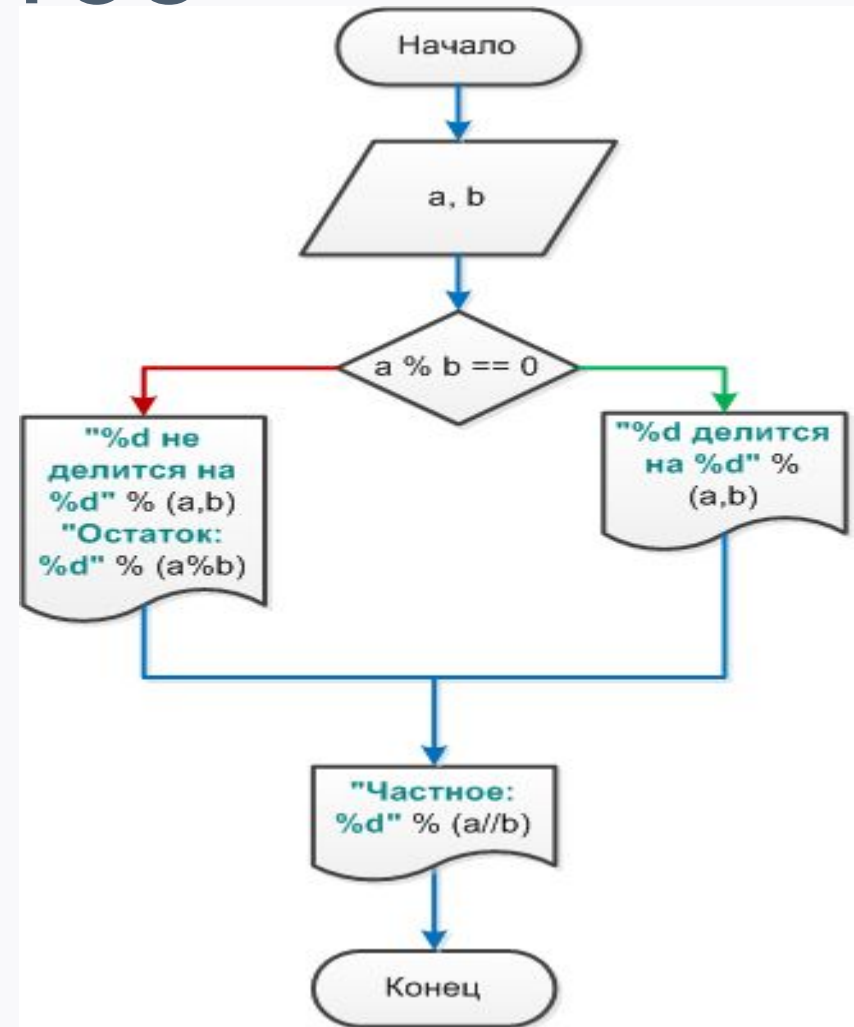 Начало
a, b
a % b == 0
"%d не
делится на
%d" % (a,b)
"Остаток:
%d" % (a%b)
"%d делится
на %d" %
(a,b)
"Частное:
%d" % (a//b)
Конец